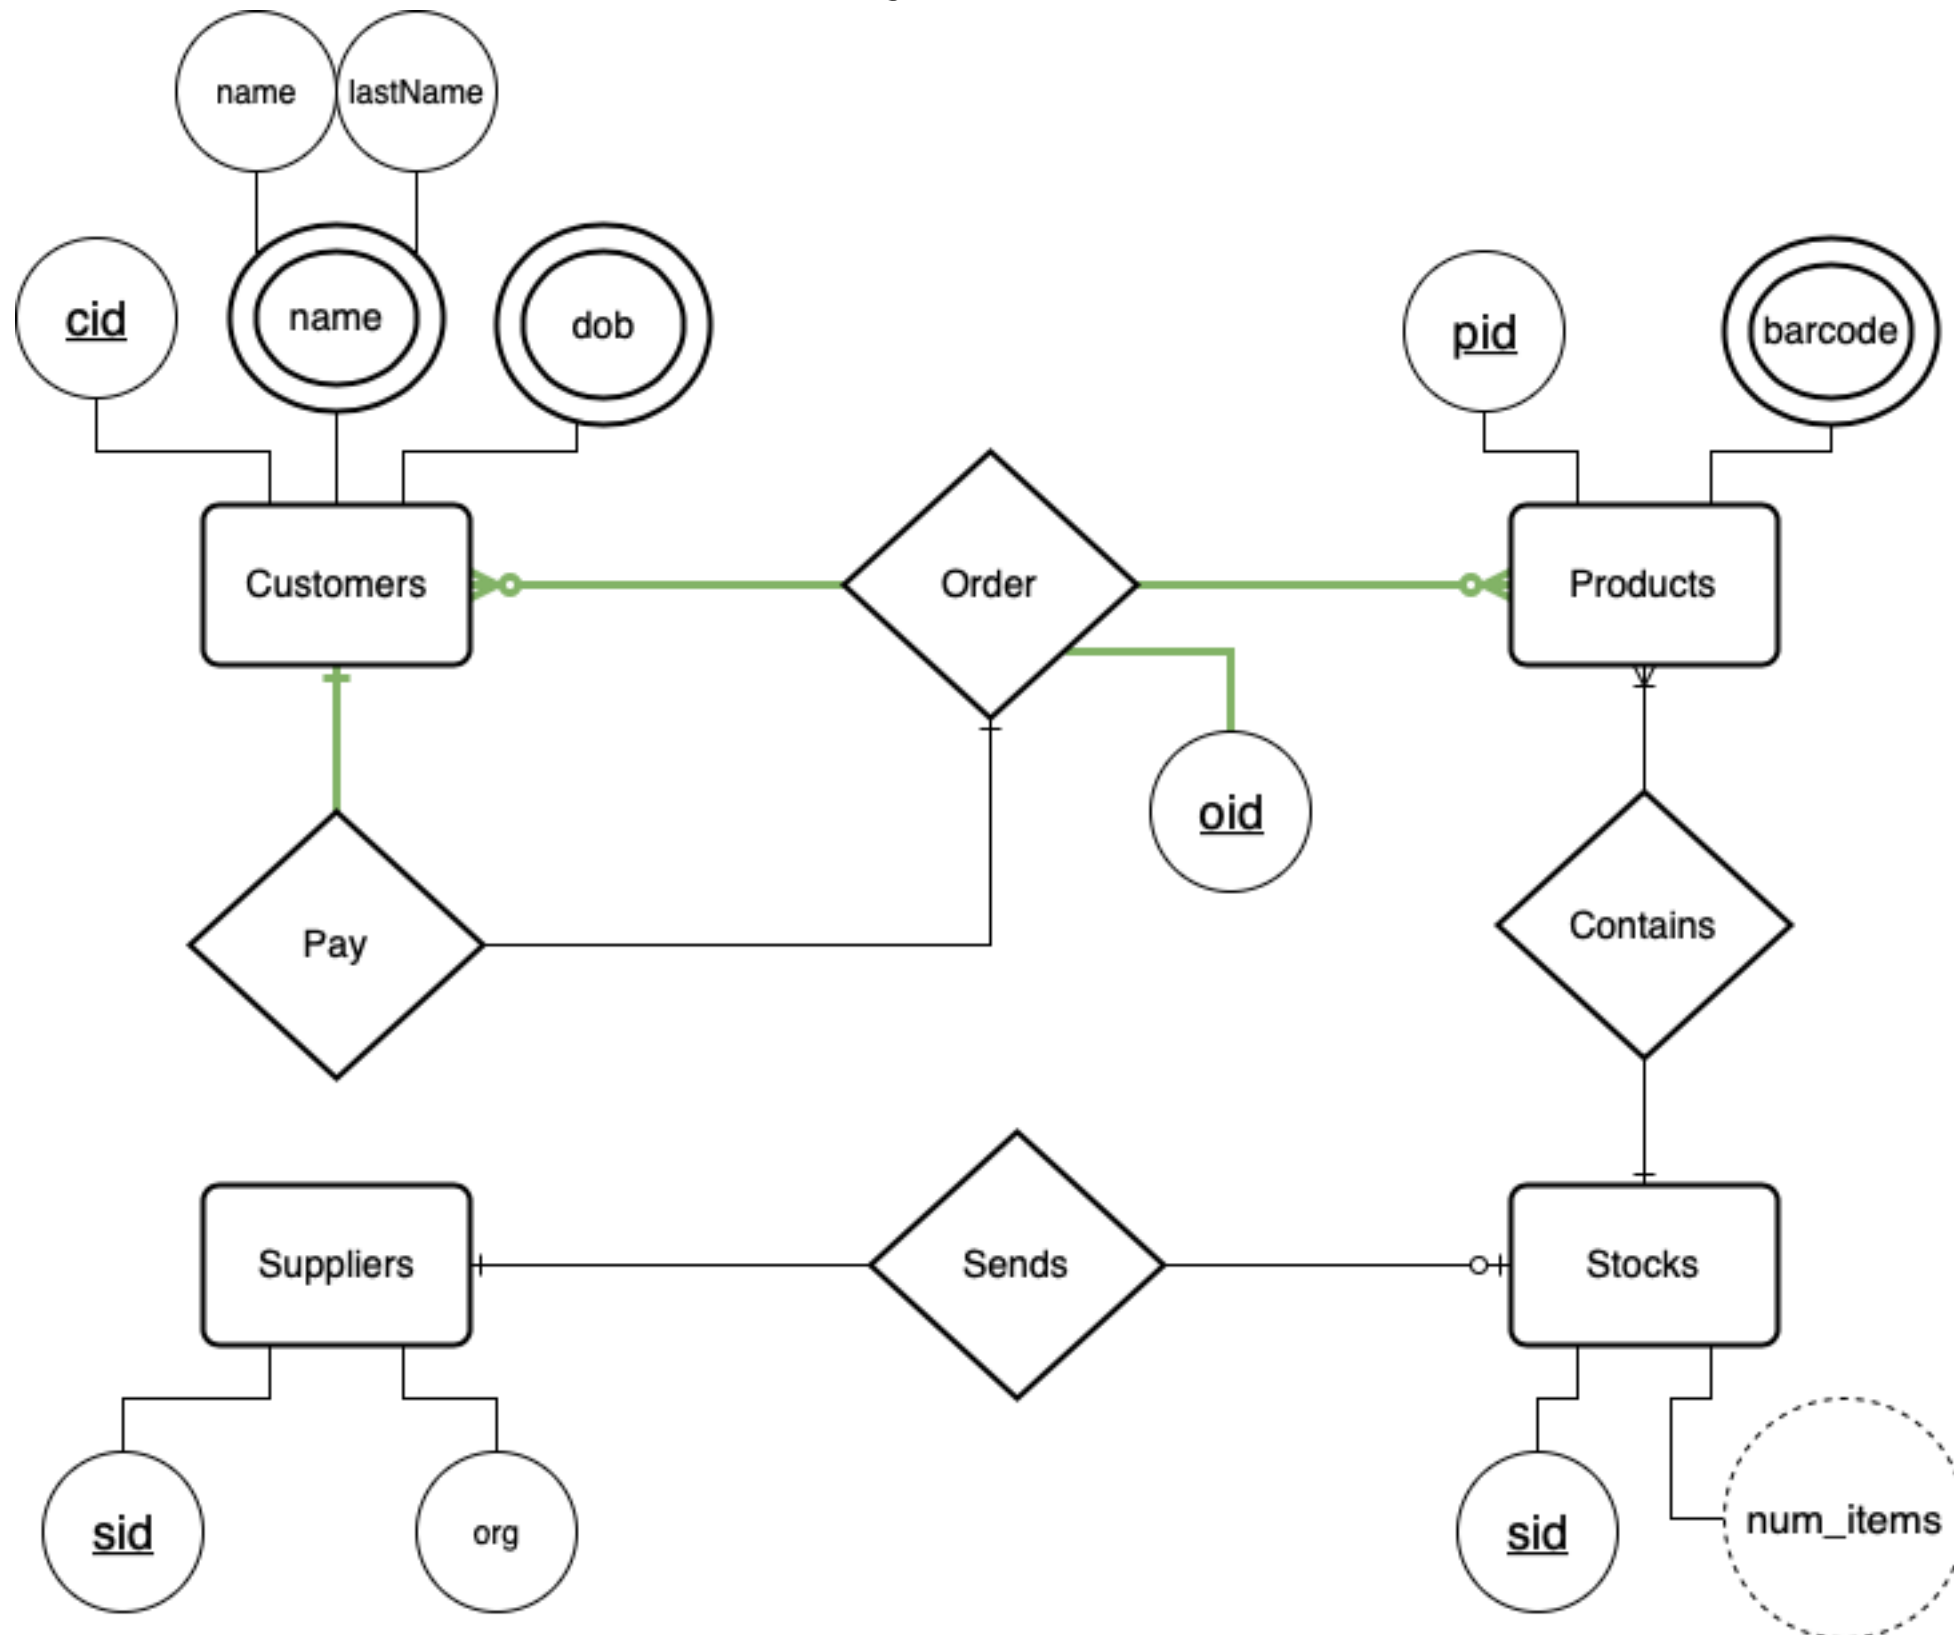 name
lastName
cid
name
dob
pid
barcode
Customers
Order
Products
oid
Pay
Contains
Suppliers
Sends
Stocks
sid
org
sid
num_items